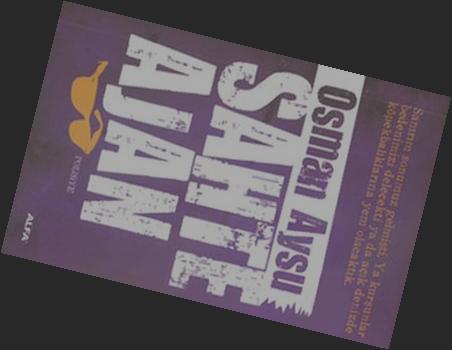 Sanırım sonumuz gelmişti. Ya kurşunlar
bedenimizi delecekti ya da açık denizde
köpekbalıklarına yem olacaktık.
Osman Aysu
SAHTE
AJAN
POLİSİYE
ALFA